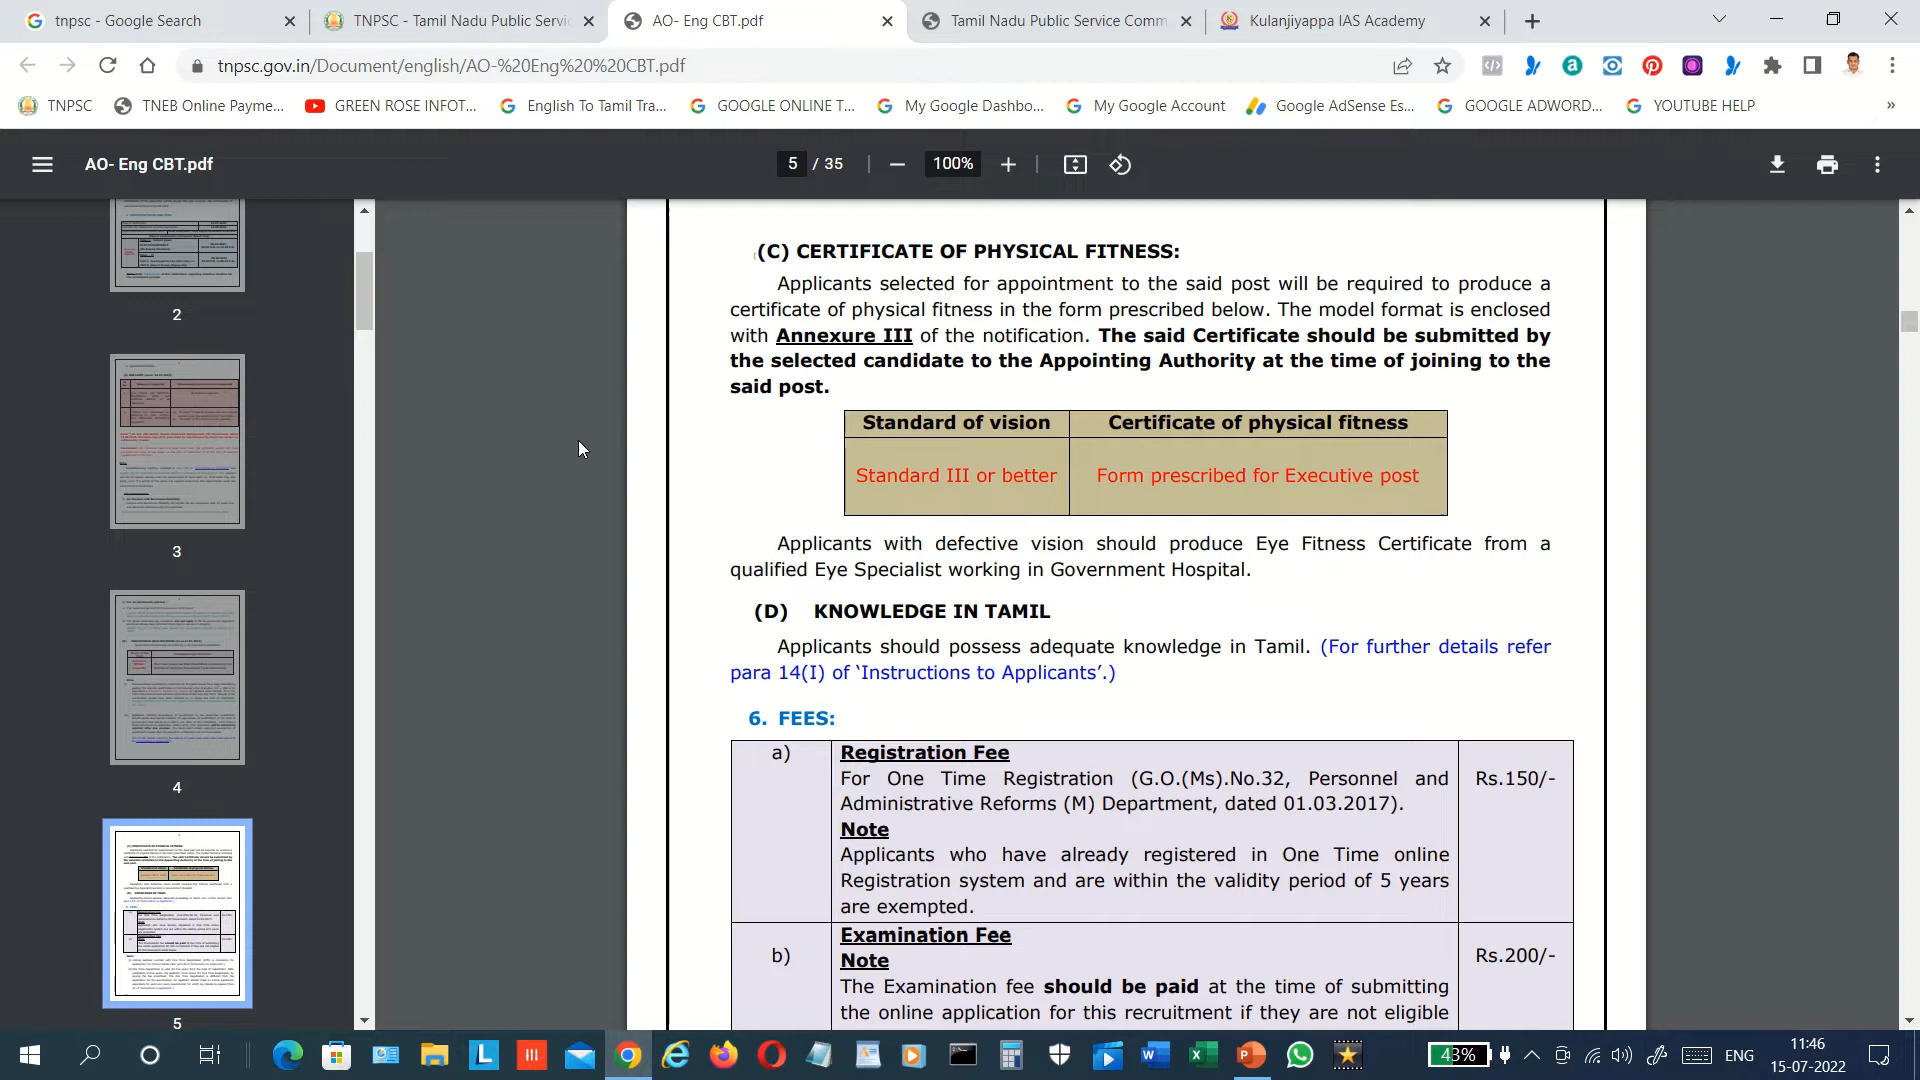 tnpsc - Google Search
TNPSC - Tamil Nadu Public Servic
AO- Eng CBT.pdf
Tamil Nadu Public Service Comm
Kulanjiyappa IAS Academy
tnpsc.gov.in/Document/english/AO-%20Eng%20%20CBT.pdf
TNPSC
TNEB Online Payme...
GREEN ROSE INFOT...
English To Tamil Tra...
GOOGLE ONLINE T...
My Google Dashbo...
My Google Account
Google AdSense Es...
GOOGLE ADWORD...
YOUTUBE HELP
»
AO- Eng CBT.pdf
5 / 35
100%
2
3
4
5
(C) CERTIFICATE OF PHYSICAL FITNESS:
Applicants selected for appointment to the said post will be required to produce a
certificate of physical fitness in the form prescribed below. The model format is enclosed
with Annexure III of the notification. The said Certificate should be submitted by
the selected candidate to the Appointing Authority at the time of joining to the
said post.
Standard of vision
Certificate of physical fitness
Standard III or better
Form prescribed for Executive post
Applicants with defective vision should produce Eye Fitness Certificate from a
qualified Eye Specialist working in Government Hospital.
(D) KNOWLEDGE IN TAMIL
Applicants should possess adequate knowledge in Tamil. (For further details refer
para 14(I) of ‘Instructions to Applicants’.)
6. FEES:
a)
Registration Fee
For One Time Registration (G.O.(Ms).No.32, Personnel and
Administrative Reforms (M) Department, dated 01.03.2017).
Note
Applicants who have already registered in One Time online
Registration system and are within the validity period of 5 years
are exempted.
Rs.150/-
b)
Examination Fee
Note
The Examination fee should be paid at the time of submitting
the online application for this recruitment if they are not eligible
Rs.200/-
43%
ENG
11:46
15-07-2022